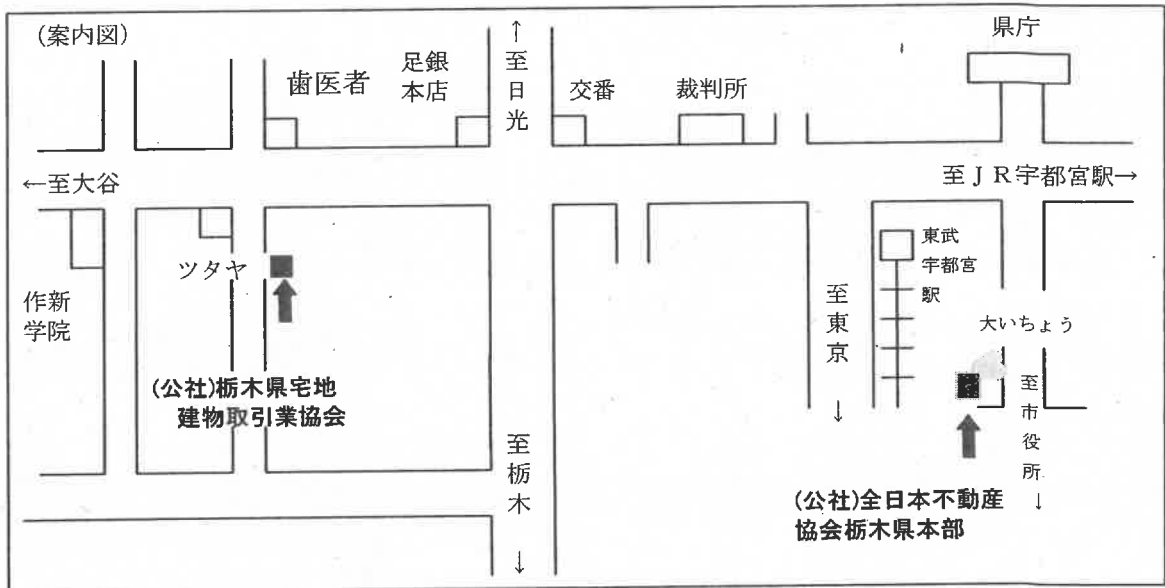 (案内図)
県庁
歯医者
足銀
本店
↑
至日光
交番
裁判所
←至大谷
至JR宇都宮駅→
ツタヤ
作新
学院
東武
宇都宮
駅
至東京
↓
大いちょう
(公社)栃木県宅地
建物取引業協会
至栃木
↓
至市役所
↓
(公社)全日本不動産
協会栃木県本部